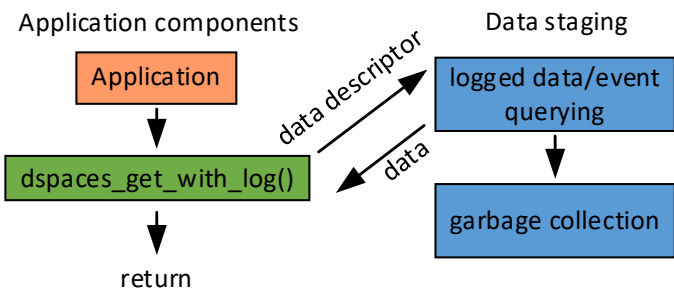 Application components
Data staging
Application
data descriptor
logged data/event
querying
dspaces_get_with_log()
data
garbage collection
return